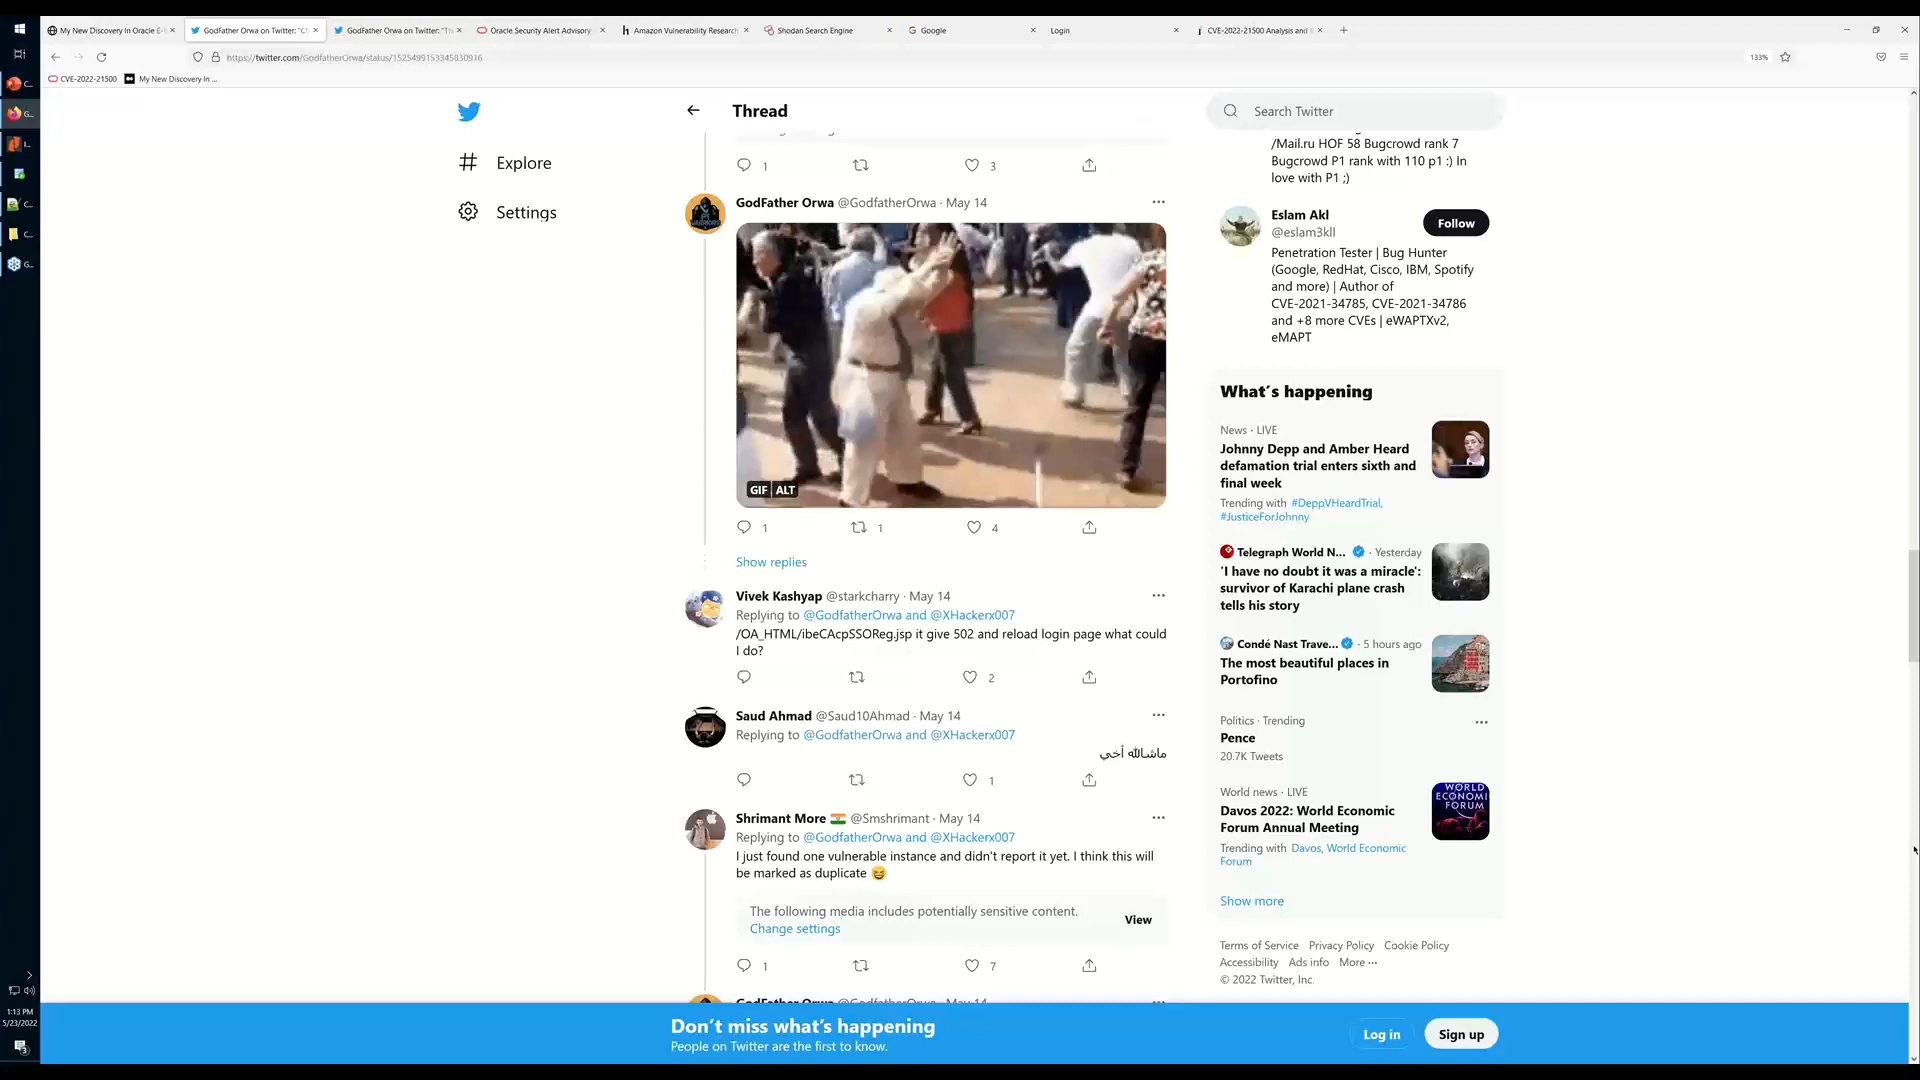 My New Discovery In Oracle E-
GodFather Orwa on Twitter: "C
GodFather Orwa on Twitter: "Th
Oracle Security Alert Advisory
Amazon Vulnerability Research
Shodan Search Engine
Google
Login
CVE-2022-21500 Analysis and
https://twitter.com/GodfatherOrwa/status/1525499153345830916
133%
CVE-2022-21500
My New Discovery In ...
Explore
Settings
Thread
1
3
GodFather Orwa @GodfatherOrwa · May 14
GIF ALT
1
1
4
Show replies
Vivek Kashyap @starkcharry · May 14
Replying to @GodfatherOrwa and @XHackerx007
/OA_HTML/ibeCAcpSSOReg.jsp it give 502 and reload login page what could
I do?
2
Saud Ahmad @Saud10Ahmad · May 14
Replying to @GodfatherOrwa and @XHackerx007
ماشالله أخي
1
Shrimant More 🇮🇳 @Smshrimant · May 14
Replying to @GodfatherOrwa and @XHackerx007
I just found one vulnerable instance and didn't report it yet. I think this will
be marked as duplicate 😆
The following media includes potentially sensitive content.
Change settings
View
1
7
GodFather Orwa @GodfatherOrwa · May 14
Search Twitter
/Mail.ru HOF 58 Bugcrowd rank 7
Bugcrowd P1 rank with 110 p1 :) In
love with P1 ;)
Eslam Akl
@eslam3kll
Follow
Penetration Tester | Bug Hunter
(Google, RedHat, Cisco, IBM, Spotify
and more) | Author of
CVE-2021-34785, CVE-2021-34786
and +8 more CVEs | eWAPTXv2,
eMAPT
What's happening
News · LIVE
Johnny Depp and Amber Heard
defamation trial enters sixth and
final week
Trending with #DeppVHeardTrial,
#JusticeForJohnny
Telegraph World N... · Yesterday
'I have no doubt it was a miracle':
survivor of Karachi plane crash
tells his story
Condé Nast Trave... · 5 hours ago
The most beautiful places in
Portofino
Politics · Trending
Pence
20.7K Tweets
World news · LIVE
Davos 2022: World Economic
Forum Annual Meeting
Trending with Davos, World Economic
Forum
WORLD
ECONOMI
FORUM
Show more
Terms of Service Privacy Policy Cookie Policy
Accessibility Ads info More ···
© 2022 Twitter, Inc.
Don't miss what's happening
People on Twitter are the first to know.
Log in
Sign up
1:13 PM
5/23/2022